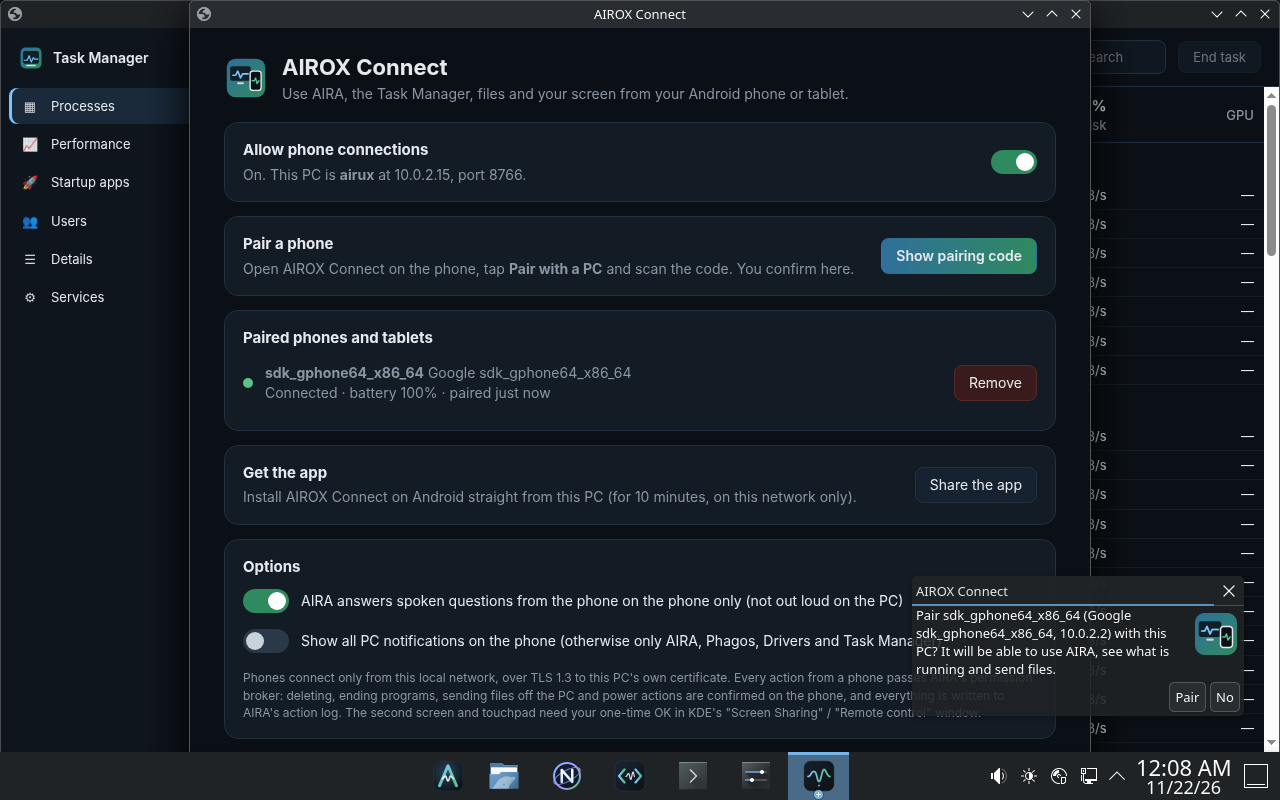 AIROX Connect
Task Manager
Processes
Performance
Startup apps
Users
Details
Services
AIROX Connect
Use AIRA, the Task Manager, files and your screen from your Android phone or tablet.
Allow phone connections
On. This PC is airux at 10.0.2.15, port 8766.
Pair a phone
Open AIROX Connect on the phone, tap Pair with a PC and scan the code. You confirm here.
Show pairing code
Paired phones and tablets
sdk_gphone64_x86_64 Google sdk_gphone64_x86_64
Connected · battery 100% · paired just now
Remove
Get the app
Install AIROX Connect on Android straight from this PC (for 10 minutes, on this network only).
Share the app
Options
AIRA answers spoken questions from the phone on the phone only (not out loud on the PC)
Show all PC notifications on the phone (otherwise only AIRA, Phagos, Drivers and Task Manager
Phones connect only from this local network, over TLS 1.3 to this PC's own certificate. Every action from a phone passes AIRA's permission
broker: deleting, ending programs, sending files off the PC and power actions are confirmed on the phone, and everything is written to
AIRA's action log. The second screen and touchpad need your one-time OK in KDE's "Screen Sharing" / "Remote control" window.
earch
End task
%
sk
GPU
B/s —
B/s —
B/s —
B/s —
B/s —
B/s —
B/s —
B/s —
B/s —
B/s —
B/s —
B/s —
B/s —
B/s —
AIROX Connect
Pair sdk_gphone64_x86_64 (Google
sdk_gphone64_x86_64, 10.0.2.2) with this
PC? It will be able to use AIRA, see what is
running and send files.
Pair
No
12:08 AM
11/22/26